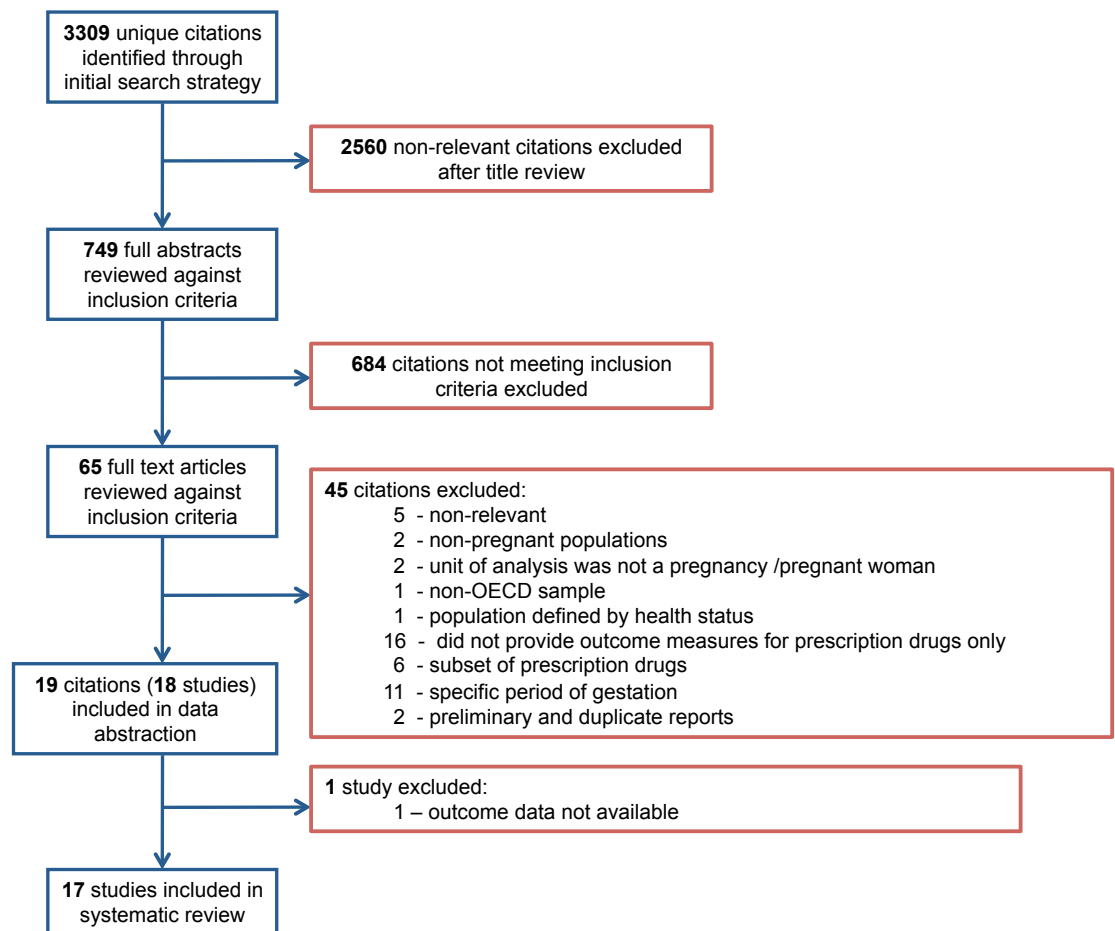 3309 unique citations
identified through
initial search strategy
2560 non-relevant citations excluded
after title review
749 full abstracts
reviewed against
inclusion criteria
684 citations not meeting inclusion
criteria excluded
65 full text articles
reviewed against
inclusion criteria
45 citations excluded:
5 - non-relevant
2 - non-pregnant populations
2 - unit of analysis was not a pregnancy /pregnant woman
1 - non-OECD sample
1 - population defined by health status
16 - did not provide outcome measures for prescription drugs only
6 - subset of prescription drugs
11 - specific period of gestation
2 - preliminary and duplicate reports
19 citations (18 studies)
included in data
abstraction
1 study excluded:
1 – outcome data not available
17 studies included in
systematic review